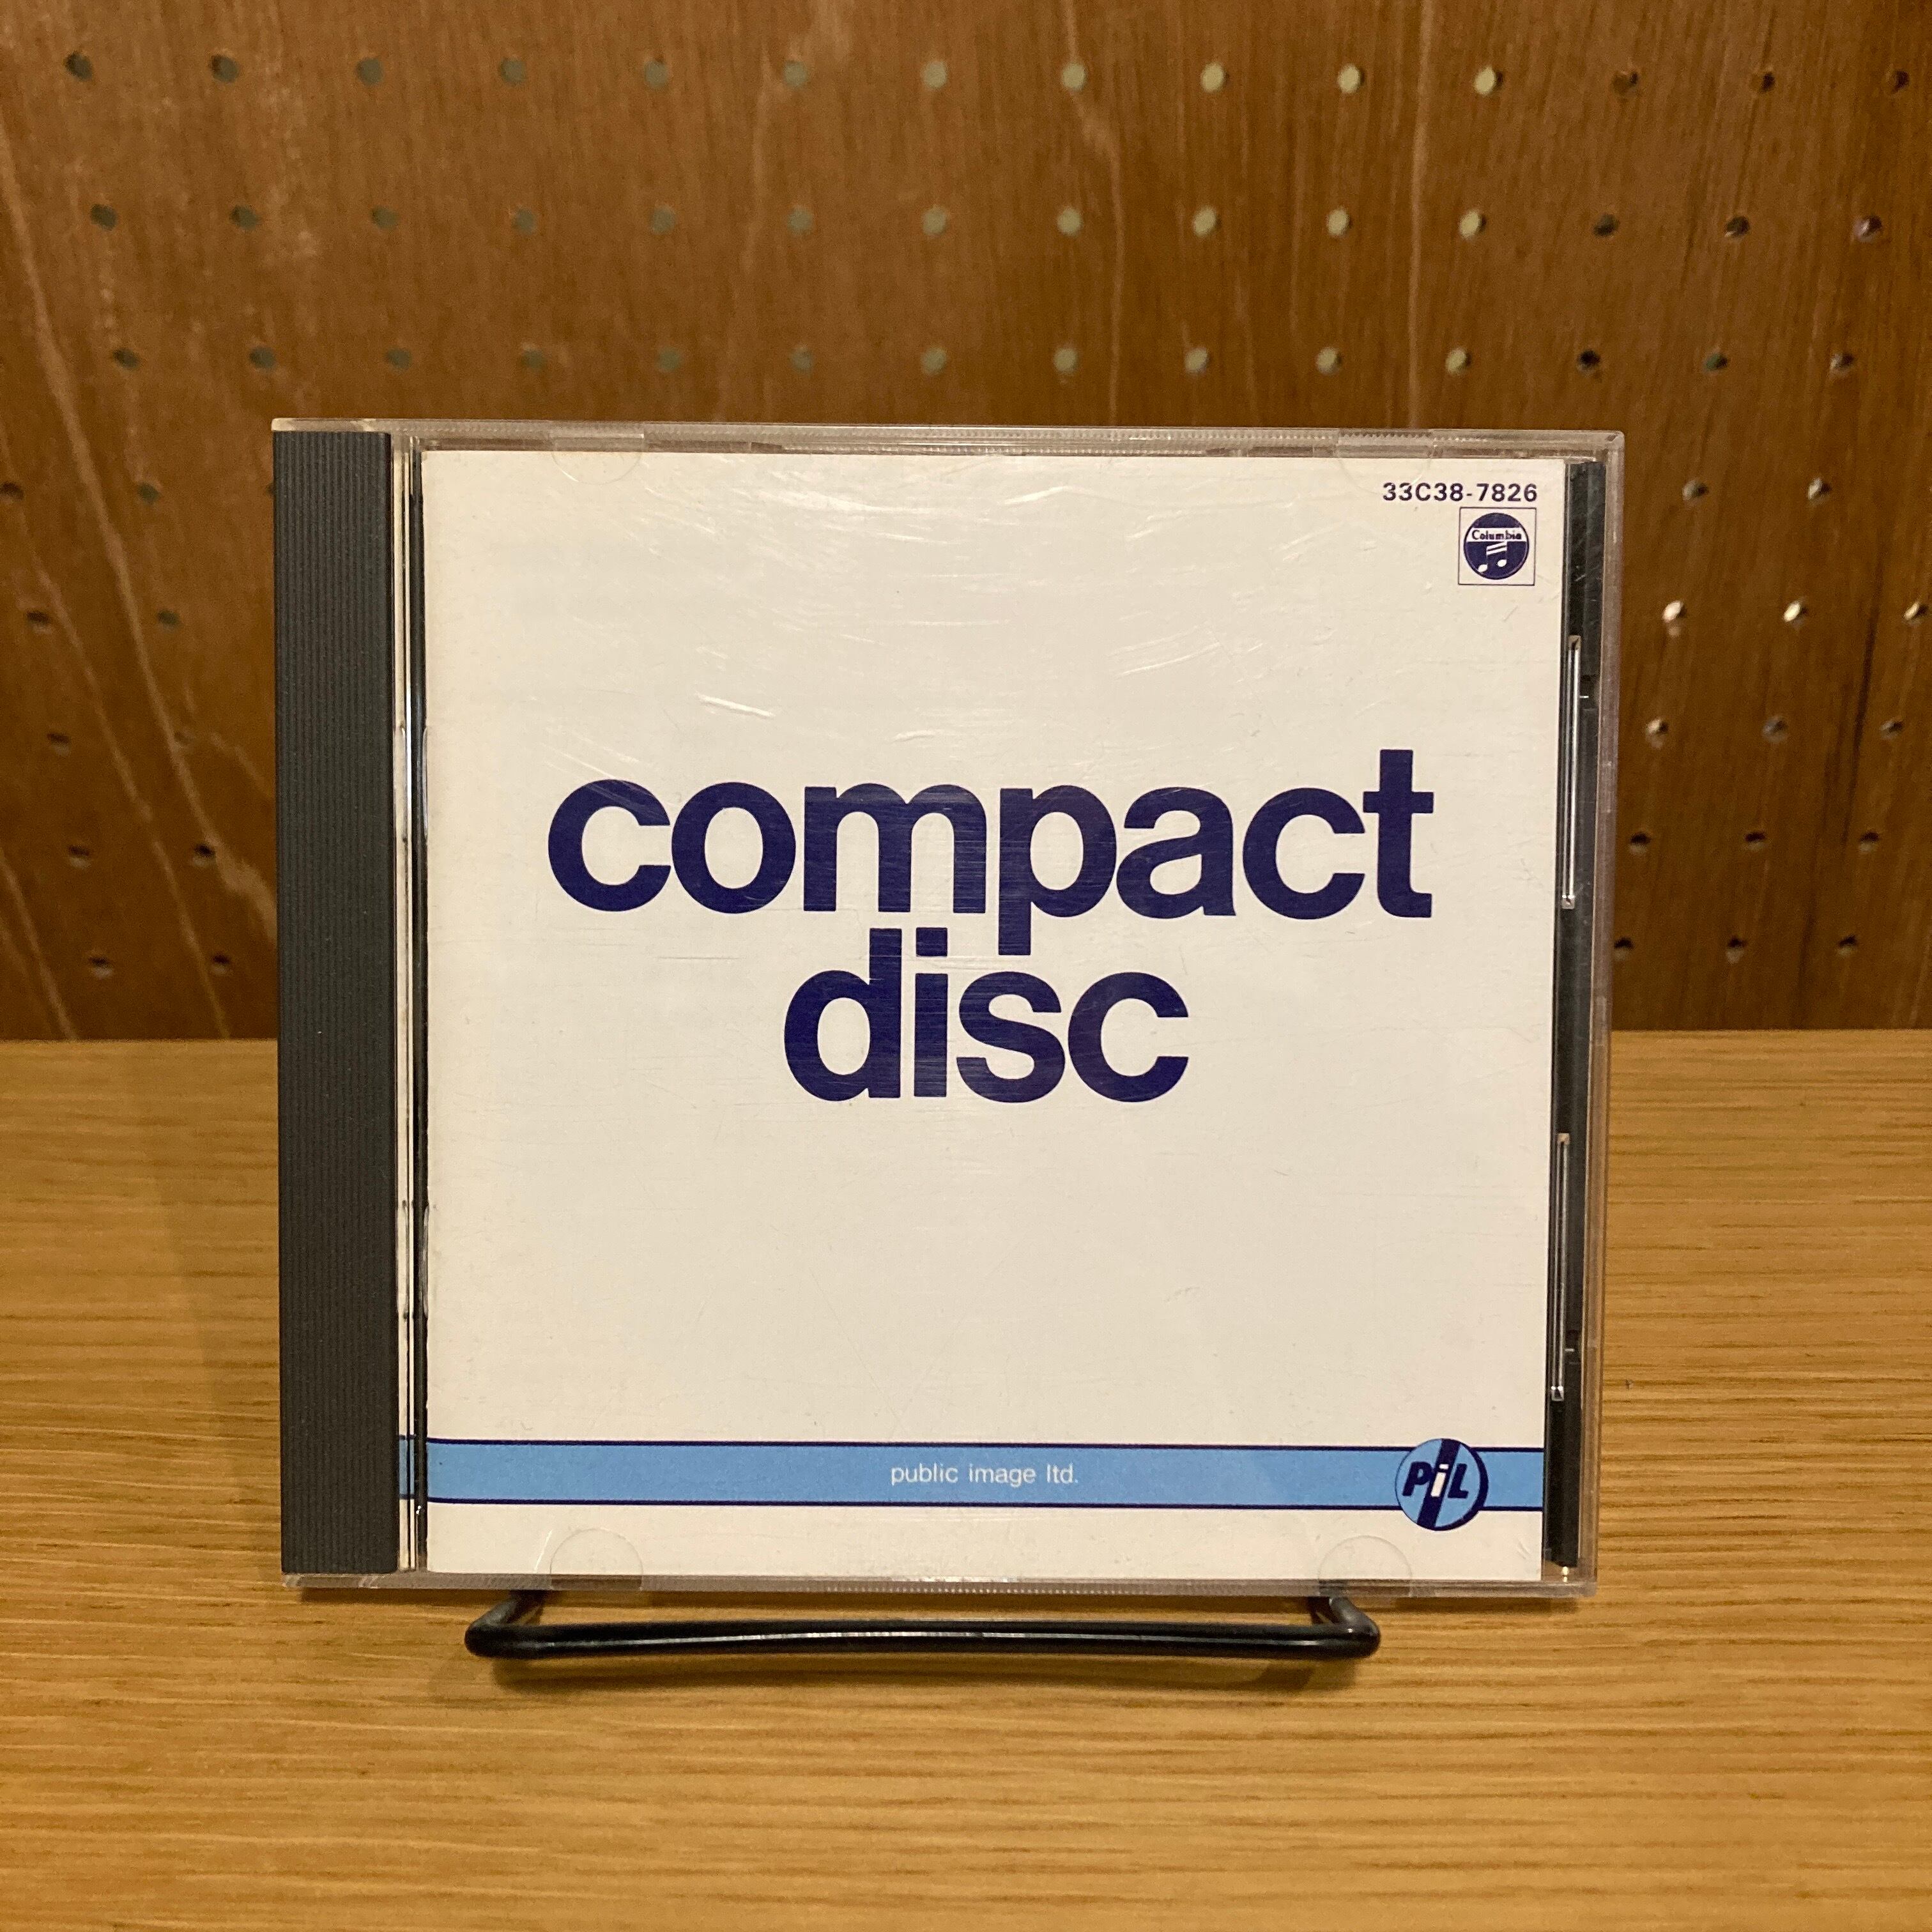 33C38-7826
Columbia
compact
disc
public image ltd.
PiL